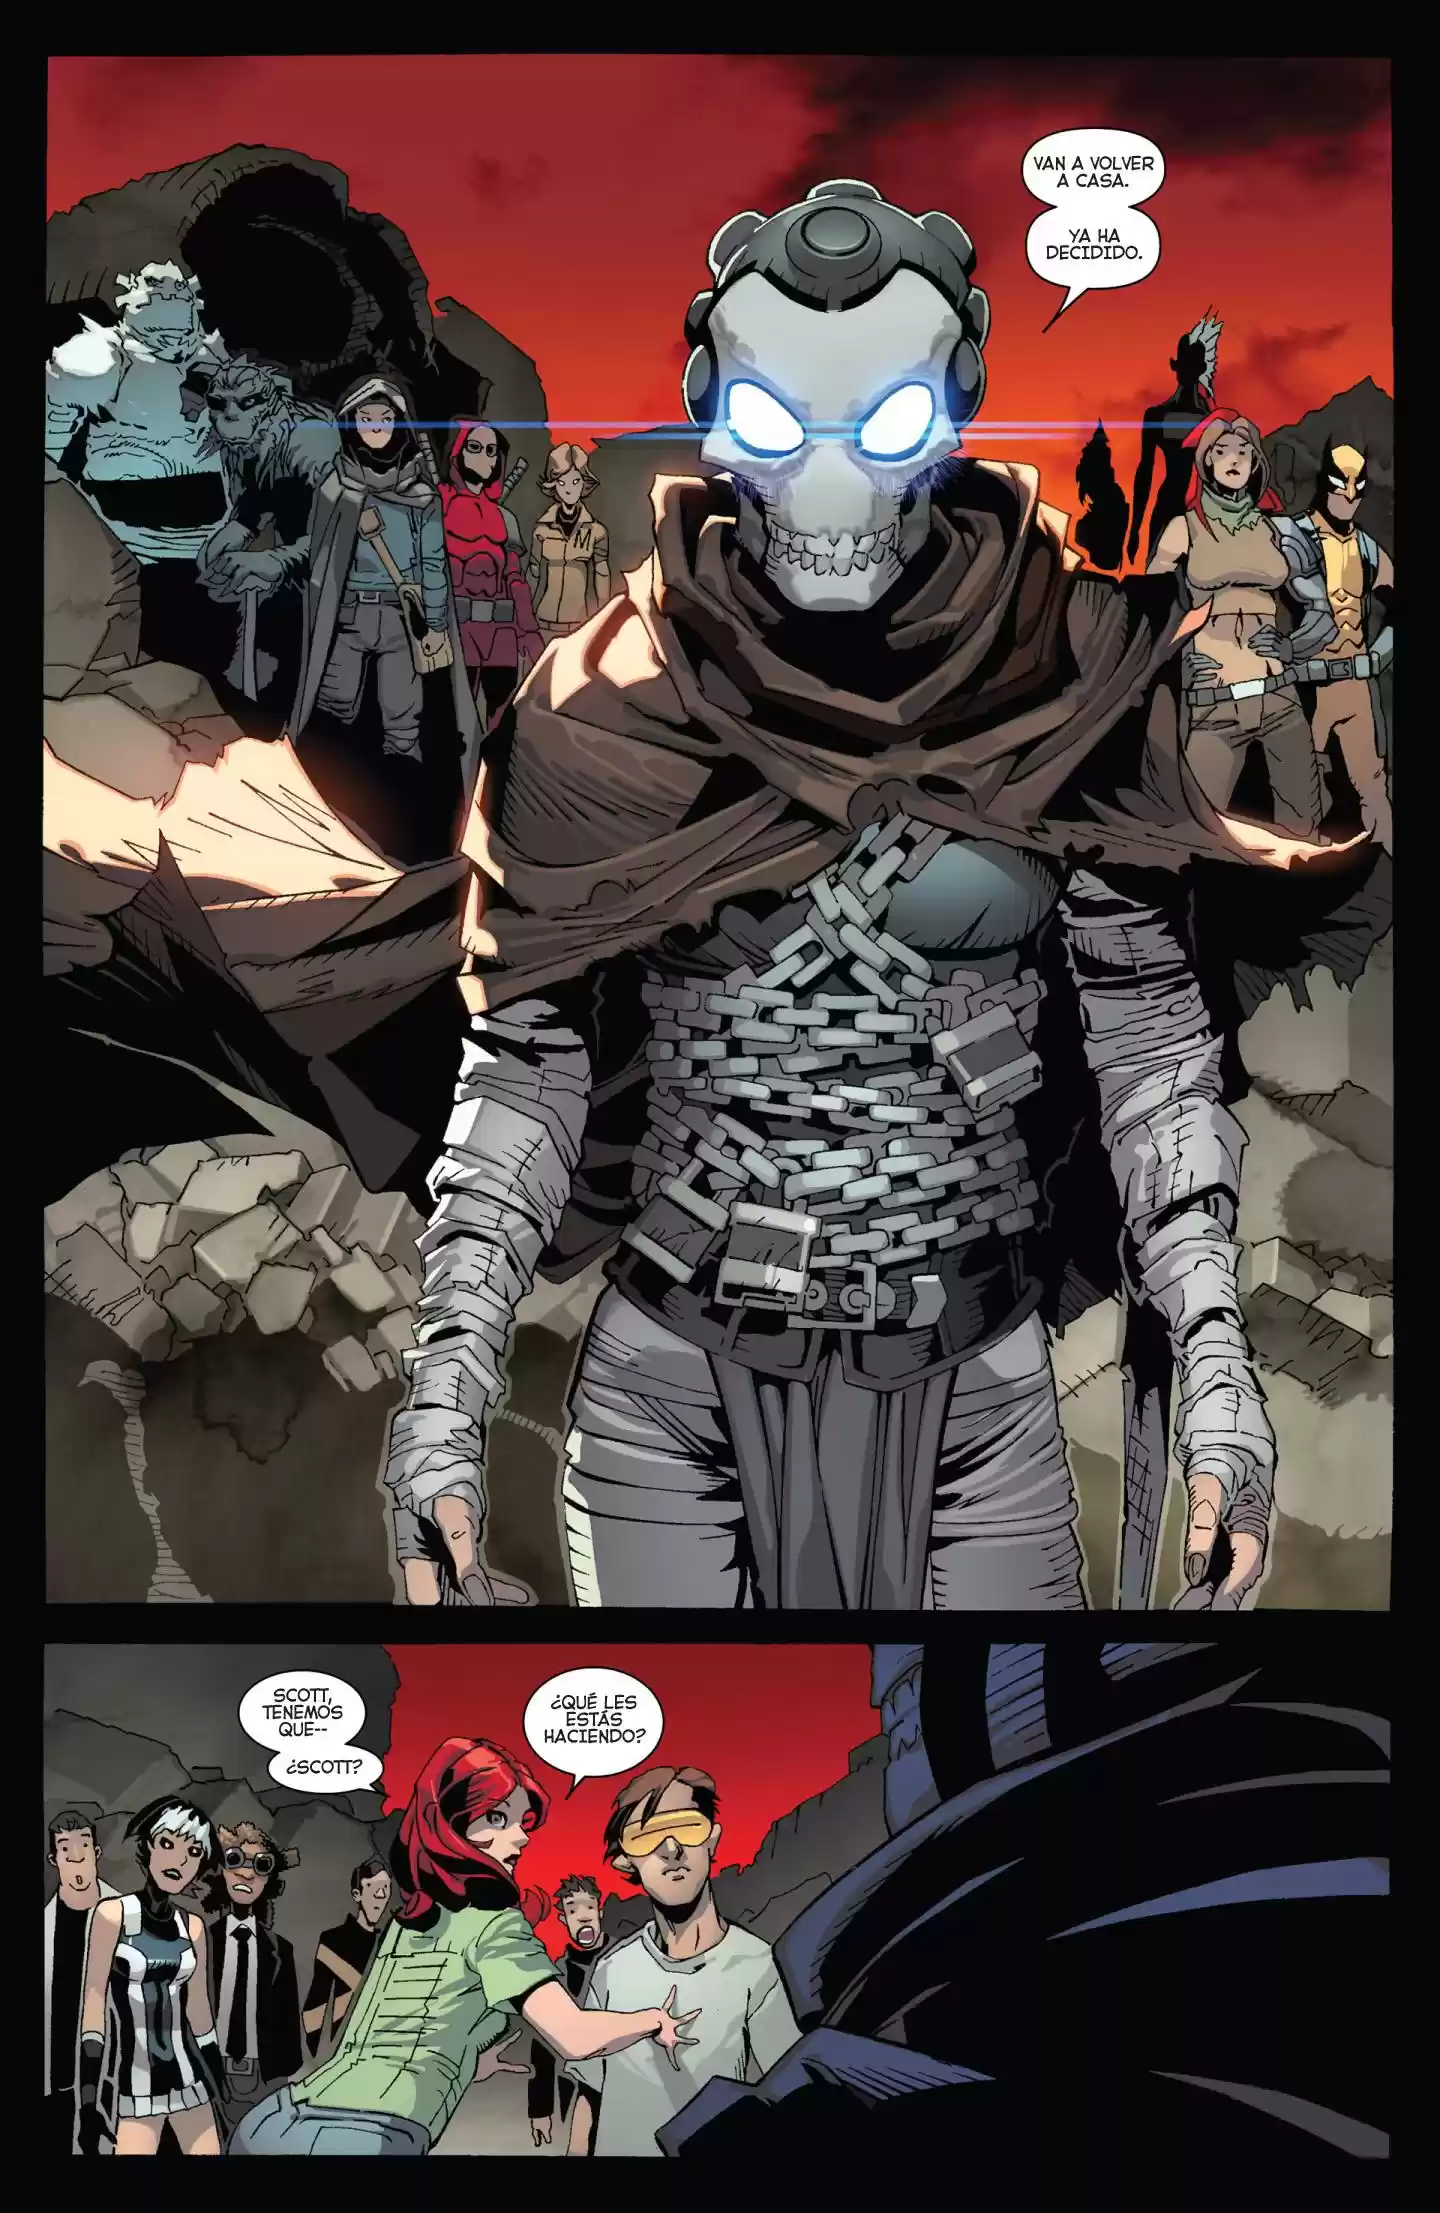 VAN A VOLVER
A CASA.
YA HA
DECIDIDO.
M
SCOTT,
TENEMOS
QUE--
¿SCOTT?
¿QUÉ LES
ESTÁS
HACIENDO?